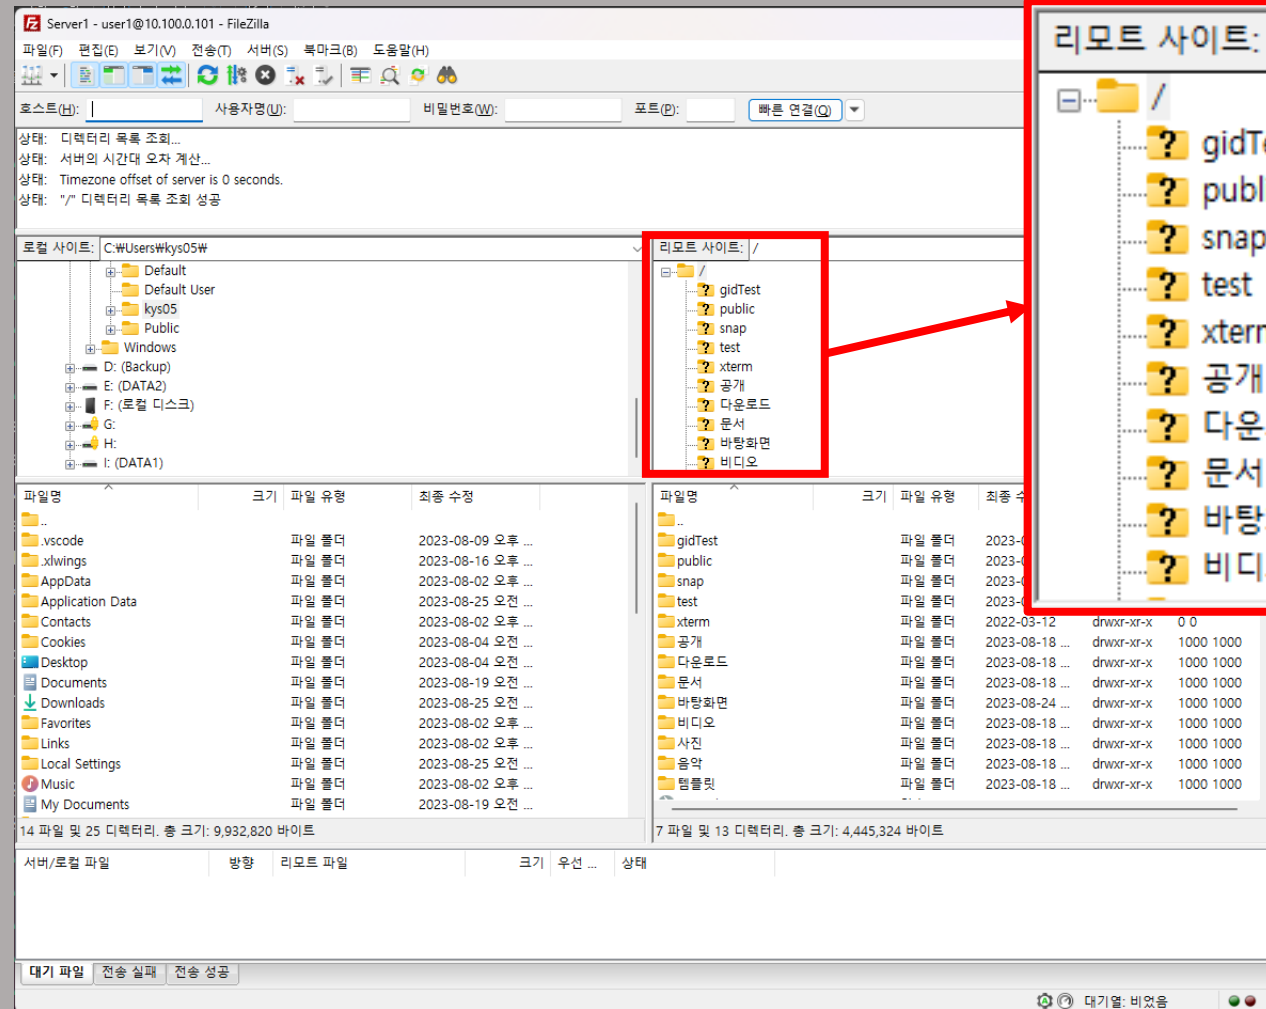 Server1 - user1@10.100.0.101 - FileZilla
파일(F) 편집(E) 보기(V) 전송(T) 서버(S) 북마크(B) 도움말(H)
호스트(H): 사용자명(U): 비밀번호(W): 포트(P): 빠른 연결(Q)
상태: 디렉터리 목록 조회...
상태: 서버의 시간대 오차 계산...
상태: Timezone offset of server is 0 seconds.
상태: "/" 디렉터리 목록 조회 성공
로컬 사이트: C:₩Users₩kys05₩
Default
Default User
kys05
Public
Windows
D: (Backup)
E: (DATA2)
F: (로컬 디스크)
G:
H:
I: (DATA1)
리모트 사이트: /
/
gidTest
public
snap
test
xterm
공개
다운로드
문서
바탕화면
비디오
리모트 사이트:
/
gidTe
publi
snap
test
xterm
공개
다운
문서
바탕
비디
파일명 크기 파일 유형 최종 수정
..
.vscode 파일 폴더 2023-08-09 오후 ...
.xlwings 파일 폴더 2023-08-16 오후 ...
AppData 파일 폴더 2023-08-02 오후 ...
Application Data 파일 폴더 2023-08-25 오전 ...
Contacts 파일 폴더 2023-08-02 오후 ...
Cookies 파일 폴더 2023-08-04 오전 ...
Desktop 파일 폴더 2023-08-04 오전 ...
Documents 파일 폴더 2023-08-19 오전 ...
Downloads 파일 폴더 2023-08-25 오전 ...
Favorites 파일 폴더 2023-08-02 오후 ...
Links 파일 폴더 2023-08-02 오후 ...
Local Settings 파일 폴더 2023-08-25 오전 ...
Music 파일 폴더 2023-08-02 오후 ...
My Documents 파일 폴더 2023-08-19 오전 ...
14 파일 및 25 디렉터리. 총 크기: 9,932,820 바이트
파일명 크기 파일 유형 최종
..
gidTest 파일 폴더 2023-
public 파일 폴더 2023-
snap 파일 폴더 2023-
test 파일 폴더 2023-
xterm 파일 폴더 2022-03-12 drwxr-xr-x 0 0
공개 파일 폴더 2023-08-18 ... drwxr-xr-x 1000 1000
다운로드 파일 폴더 2023-08-18 ... drwxr-xr-x 1000 1000
문서 파일 폴더 2023-08-18 ... drwxr-xr-x 1000 1000
바탕화면 파일 폴더 2023-08-24 ... drwxr-xr-x 1000 1000
비디오 파일 폴더 2023-08-18 ... drwxr-xr-x 1000 1000
사진 파일 폴더 2023-08-18 ... drwxr-xr-x 1000 1000
음악 파일 폴더 2023-08-18 ... drwxr-xr-x 1000 1000
템플릿 파일 폴더 2023-08-18 ... drwxr-xr-x 1000 1000
7 파일 및 13 디렉터리. 총 크기: 4,445,324 바이트
서버/로컬 파일 방향 리모트 파일 크기 우선 ... 상태
대기 파일 전송 실패 전송 성공
대기열: 비었음